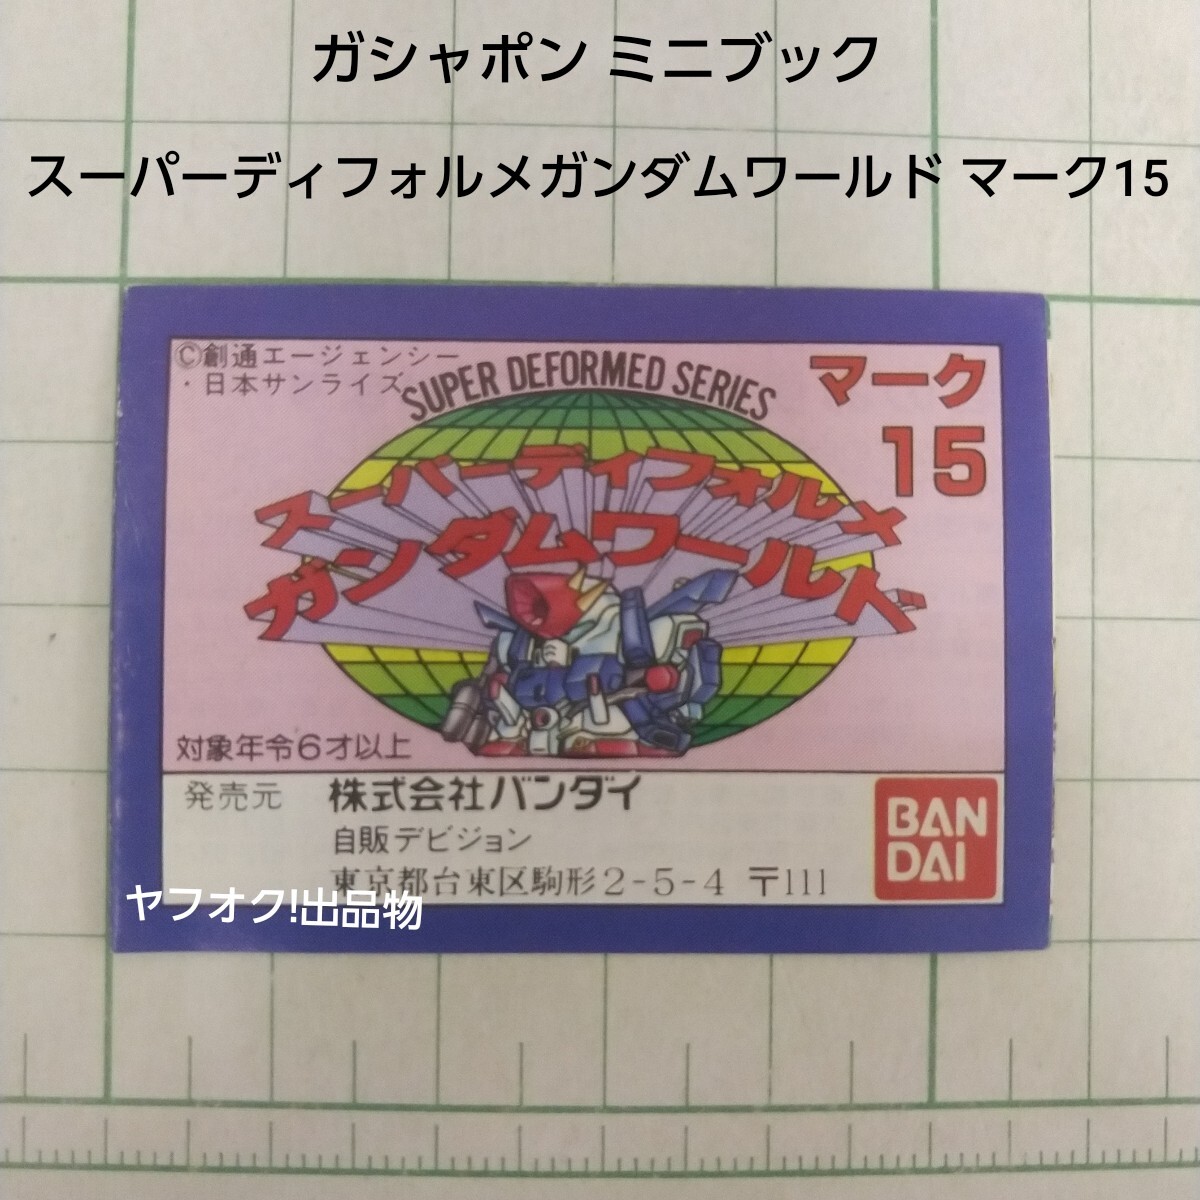 ガシャポン ミニブック
スーパーディフォルメガンダムワールド マーク15
©創通エージェンシー
・日本サンライズ
SUPER DEFORMED SERIES
マーク
15
スーパーディフォルメ
ガンダムワールド
対象年令6才以上
発売元 株式会社バンダイ
自販デビジョン
東京都台東区駒形2-5-4 〒111
BAN
DAI
ヤフオク!出品物